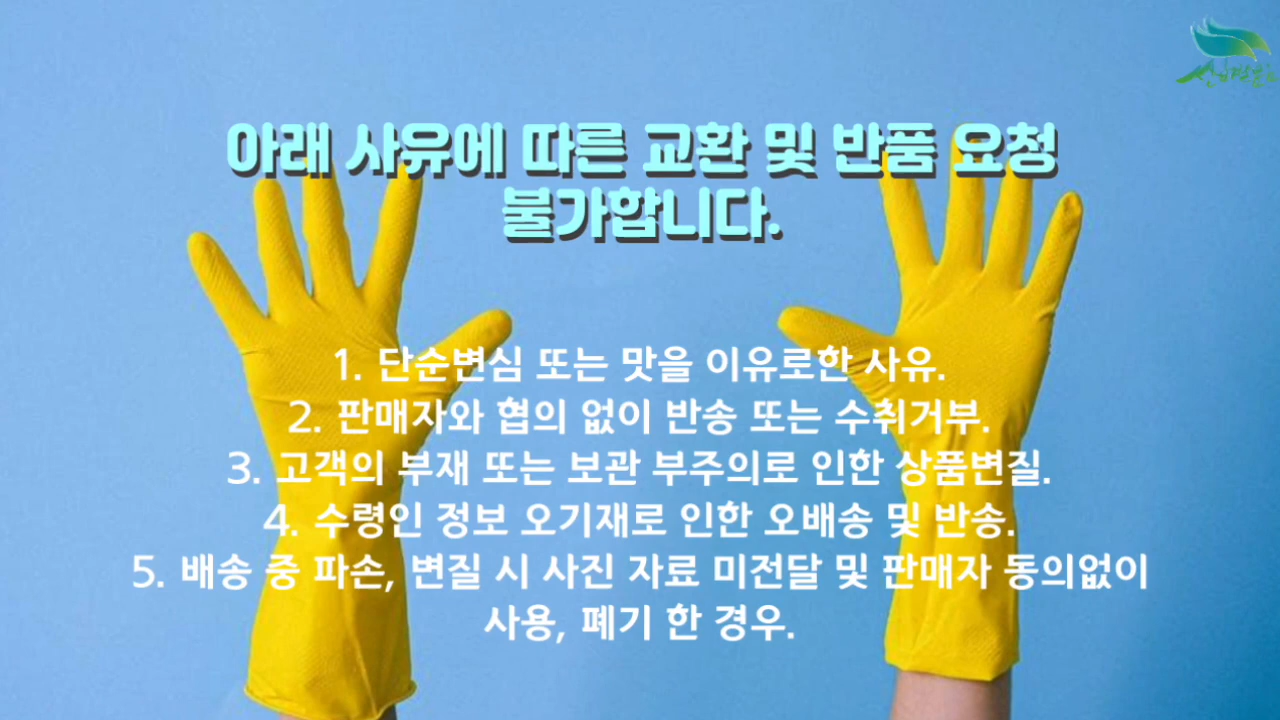 아래 사유에 따른 교환 및 반품 요청
불가합니다.
1. 단순변심 또는 맛을 이유로한 사유.
2. 판매자와 협의 없이 반송 또는 수취거부.
3. 고객의 부재 또는 보관 부주의로 인한 상품변질.
4. 수령인 정보 오기재로 인한 오배송 및 반송.
5. 배송 중 파손, 변질 시 사진 자료 미전달 및 판매자 동의없이
사용, 폐기 한 경우.